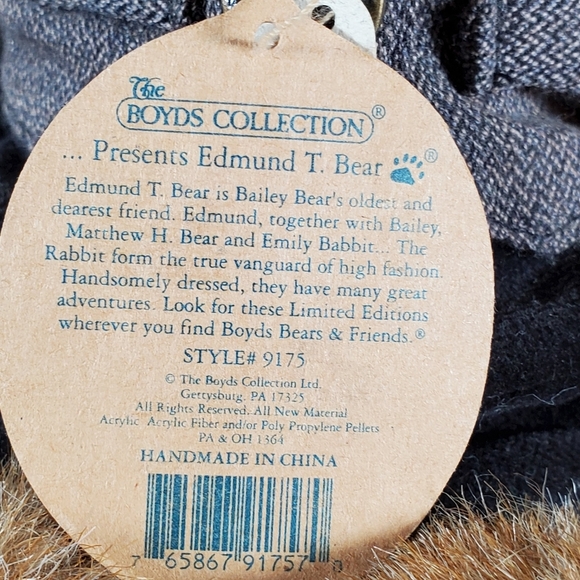 The
BOYDS COLLECTION®
... Presents Edmund T. Bear ®
Edmund T. Bear is Bailey Bear's oldest and
dearest friend. Edmund, together with Bailey,
Matthew H. Bear and Emily Babbit... The
Rabbit form the true vanguard of high fashion.
Handsomely dressed, they have many great
adventures. Look for these Limited Editions
wherever you find Boyds Bears & Friends.®
STYLE# 9175
© The Boyds Collection Ltd.
Gettysburg, PA 17325
All Rights Reserved. All New Material
Acrylic Acrylic Fiber and/or Poly Propylene Pellets
PA & OH 1364
HANDMADE IN CHINA
7 65867 91757